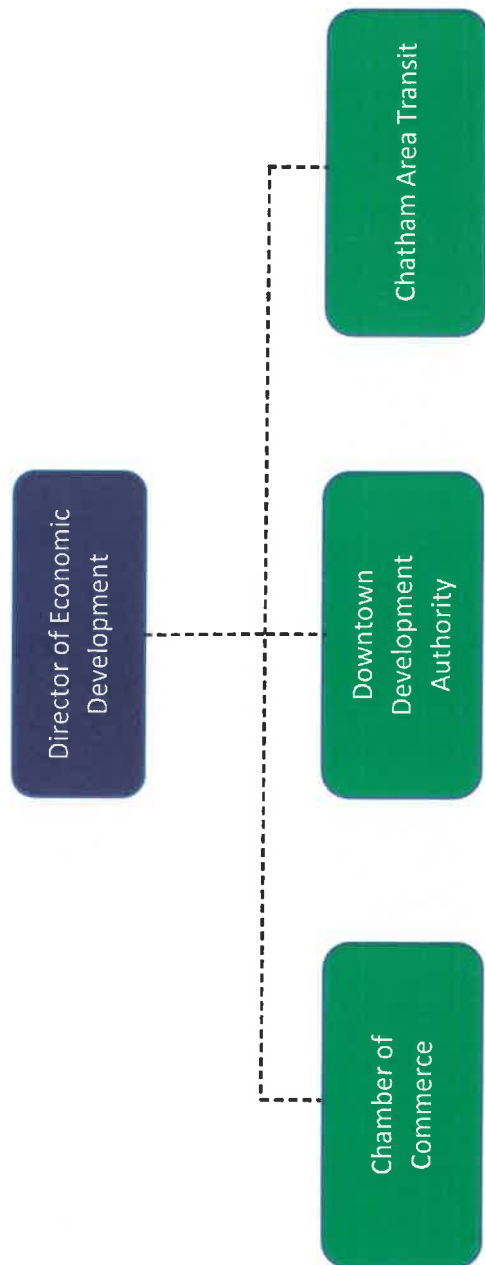 Director of Economic
Development
Chamber of
Commerce
Downtown
Development
Authority
Chatham Area Transit